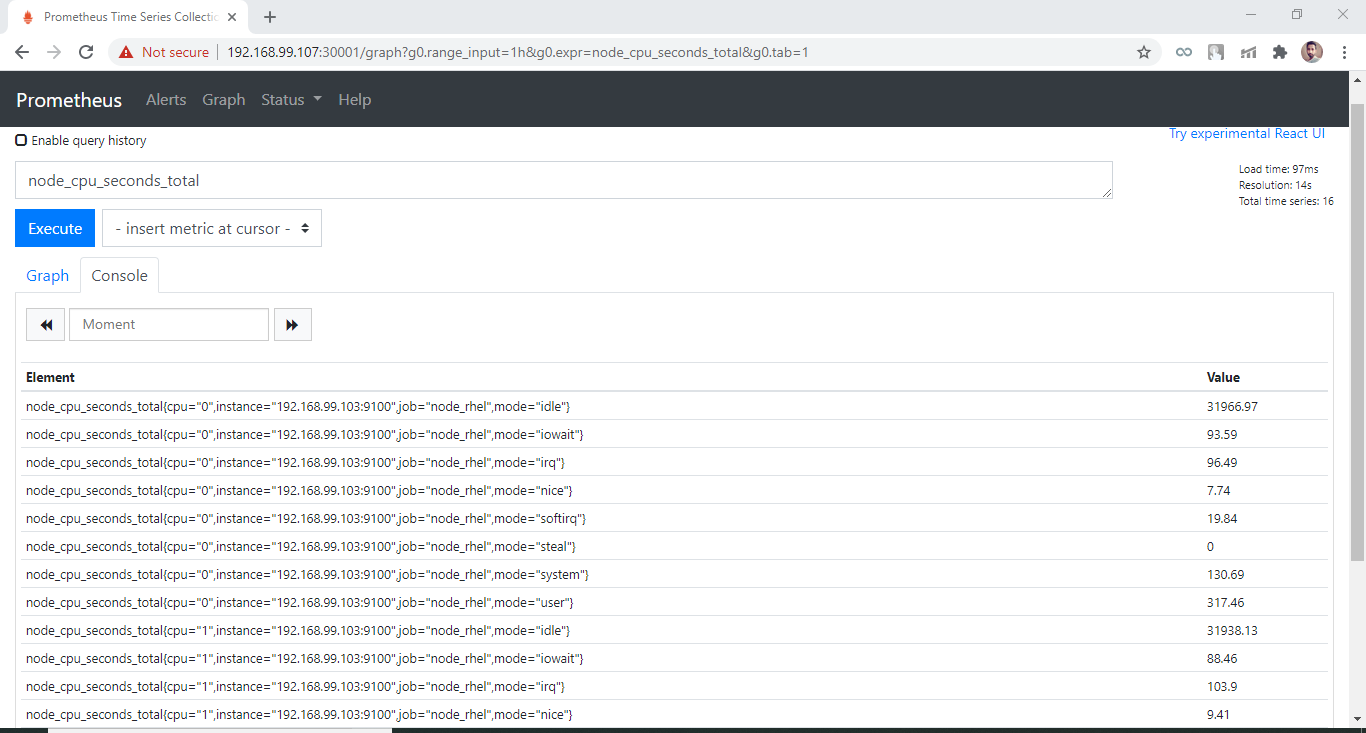 Prometheus Time Series Collectic
Not secure 192.168.99.107:30001/graph?g0.range_input=1h&g0.expr=node_cpu_seconds_total&g0.tab=1
Prometheus Alerts Graph Status Help
Enable query history Try experimental React UI
node_cpu_seconds_total
Load time: 97ms
Resolution: 14s
Total time series: 16
Execute - insert metric at cursor -
Graph Console
Moment
Element Value
node_cpu_seconds_total{cpu="0",instance="192.168.99.103:9100",job="node_rhel",mode="idle"} 31966.97
node_cpu_seconds_total{cpu="0",instance="192.168.99.103:9100",job="node_rhel",mode="iowait"} 93.59
node_cpu_seconds_total{cpu="0",instance="192.168.99.103:9100",job="node_rhel",mode="irq"} 96.49
node_cpu_seconds_total{cpu="0",instance="192.168.99.103:9100",job="node_rhel",mode="nice"} 7.74
node_cpu_seconds_total{cpu="0",instance="192.168.99.103:9100",job="node_rhel",mode="softirq"} 19.84
node_cpu_seconds_total{cpu="0",instance="192.168.99.103:9100",job="node_rhel",mode="steal"} 0
node_cpu_seconds_total{cpu="0",instance="192.168.99.103:9100",job="node_rhel",mode="system"} 130.69
node_cpu_seconds_total{cpu="0",instance="192.168.99.103:9100",job="node_rhel",mode="user"} 317.46
node_cpu_seconds_total{cpu="1",instance="192.168.99.103:9100",job="node_rhel",mode="idle"} 31938.13
node_cpu_seconds_total{cpu="1",instance="192.168.99.103:9100",job="node_rhel",mode="iowait"} 88.46
node_cpu_seconds_total{cpu="1",instance="192.168.99.103:9100",job="node_rhel",mode="irq"} 103.9
node_cpu_seconds_total{cpu="1",instance="192.168.99.103:9100",job="node_rhel",mode="nice"} 9.41